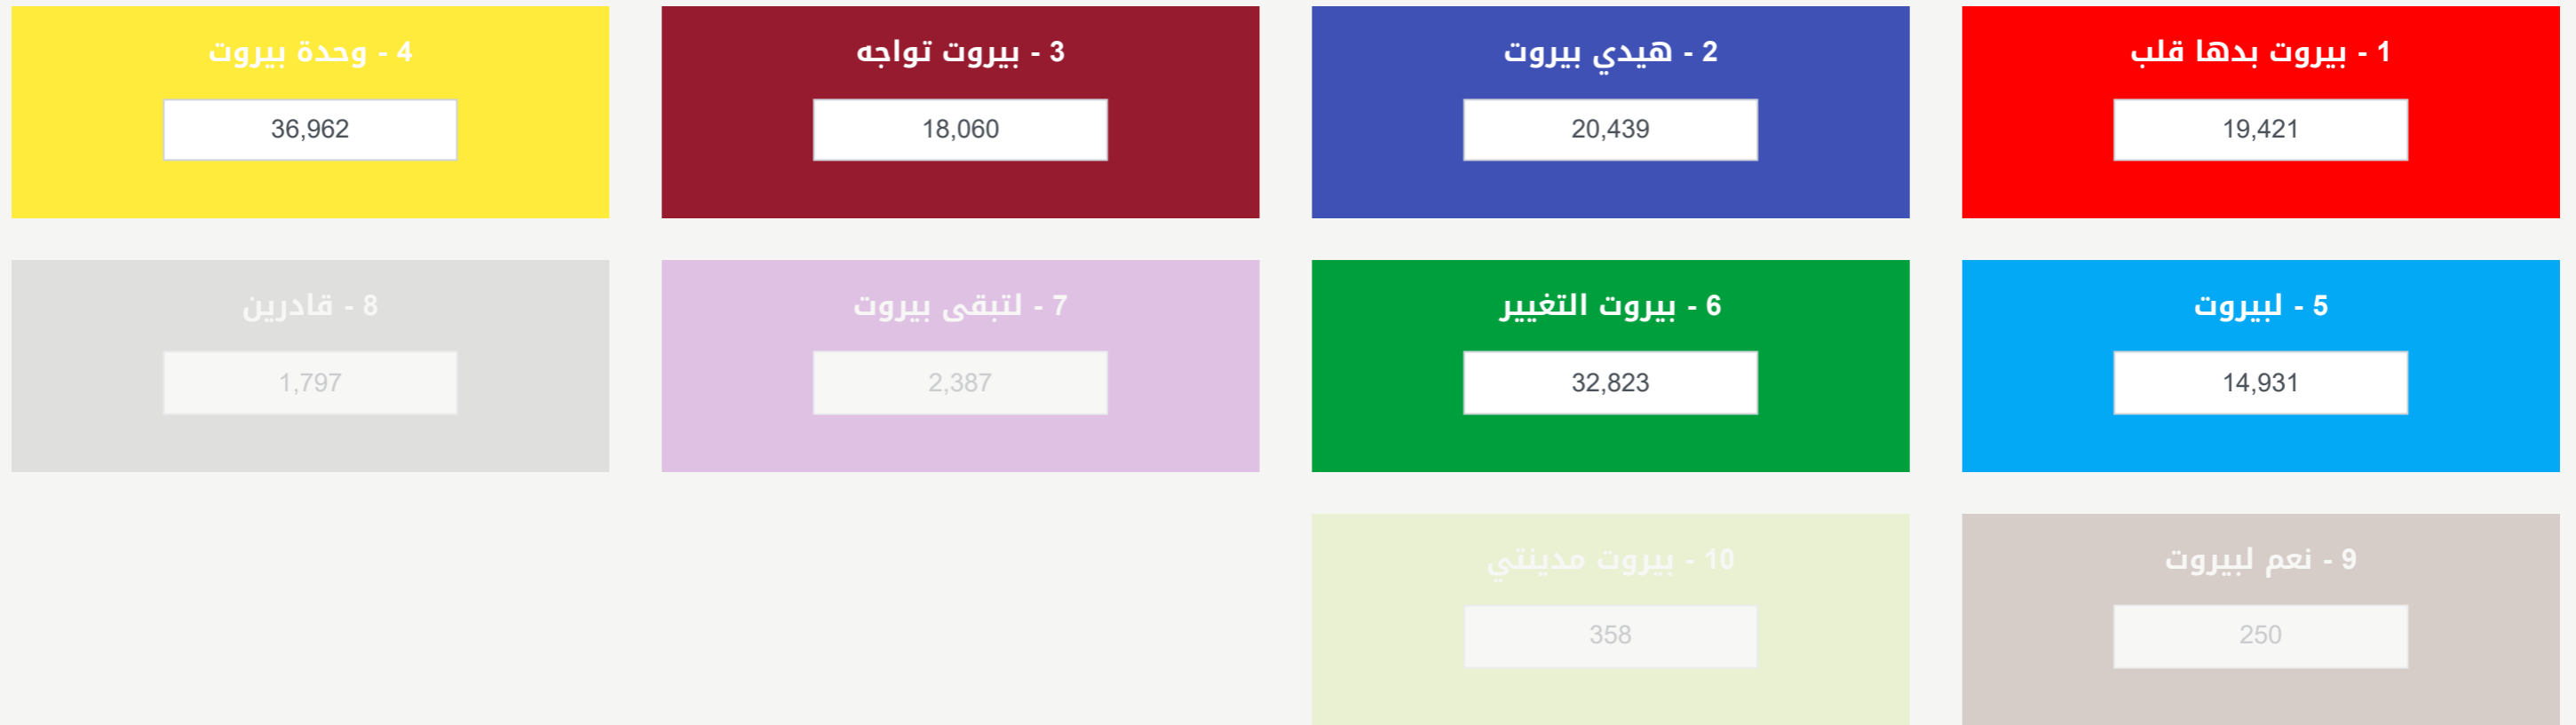 1 - بيروت بدها قلب
19,421
2 - هيدي بيروت
20,439
3 - بيروت تواجه
18,060
4 - وحدة بيروت
36,962
5 - لبيروت
14,931
6 - بيروت التغيير
32,823
7 - لتبقى بيروت
2,387
8 - قادرين
1,797
9 - نعم لبيروت
250
10 - بيروت مدينتي
358